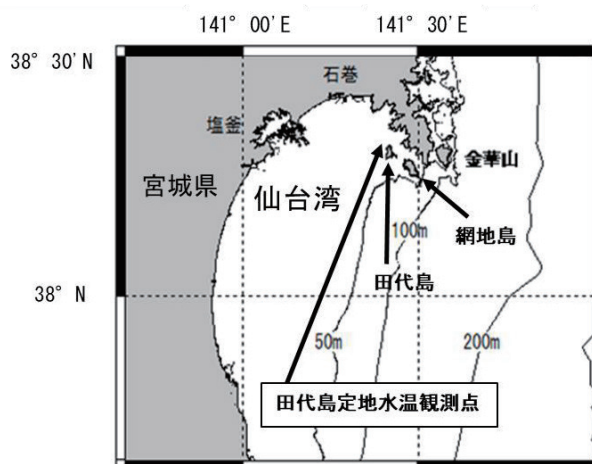 141° 00'E 141° 30'E
38° 30'N
石巻
塩釜
金華山
宮城県
仙台湾
網地島
100m
田代島
38° N
50m
200m
田代島定地水温観測点